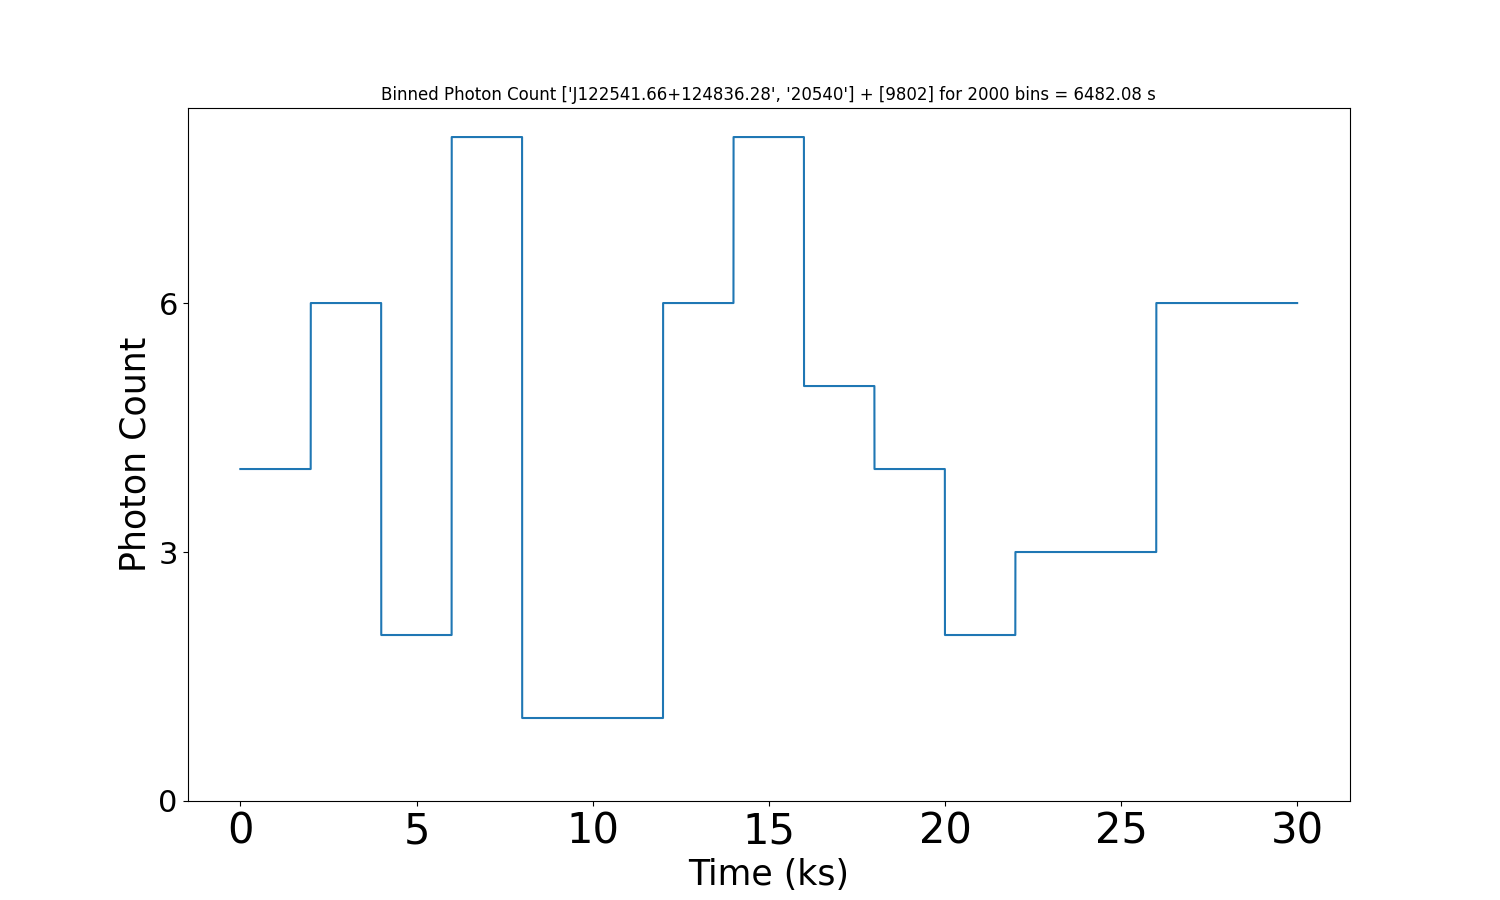 Binned Photon Count ['J122541.66+124836.28', '20540'] + [9802] for 2000 bins = 6482.08 s
Photon Count
6
3
0
0 5 10 15 20 25 30
Time (ks)